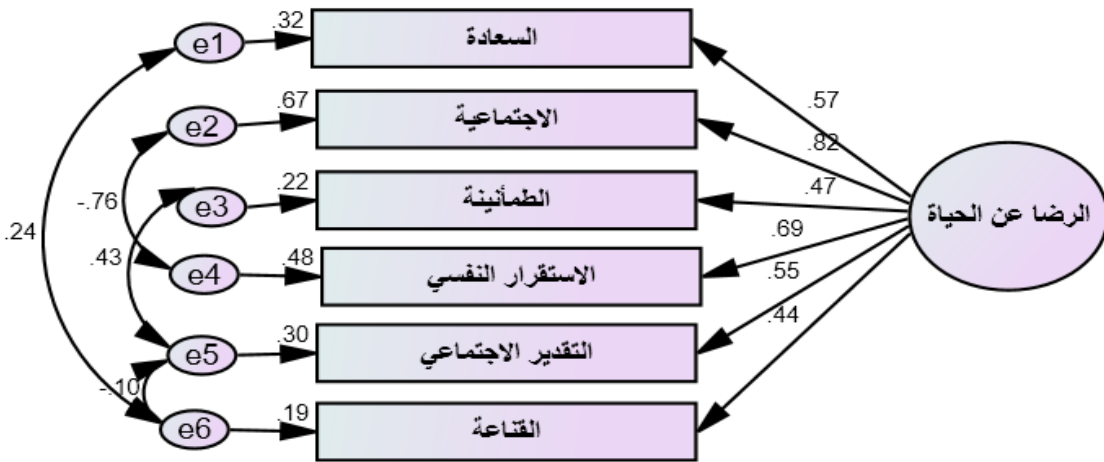 e1
.32
السعادة
.57
e2
.67
الاجتماعية
.82
e3
.22
الطمأنينة
.47
-.76
.24
.43
e4
.48
الاستقرار النفسي
.69
الرضا عن الحياة
e5
.30
التقدير الاجتماعي
.55
-.10
e6
.19
القناعة
.44